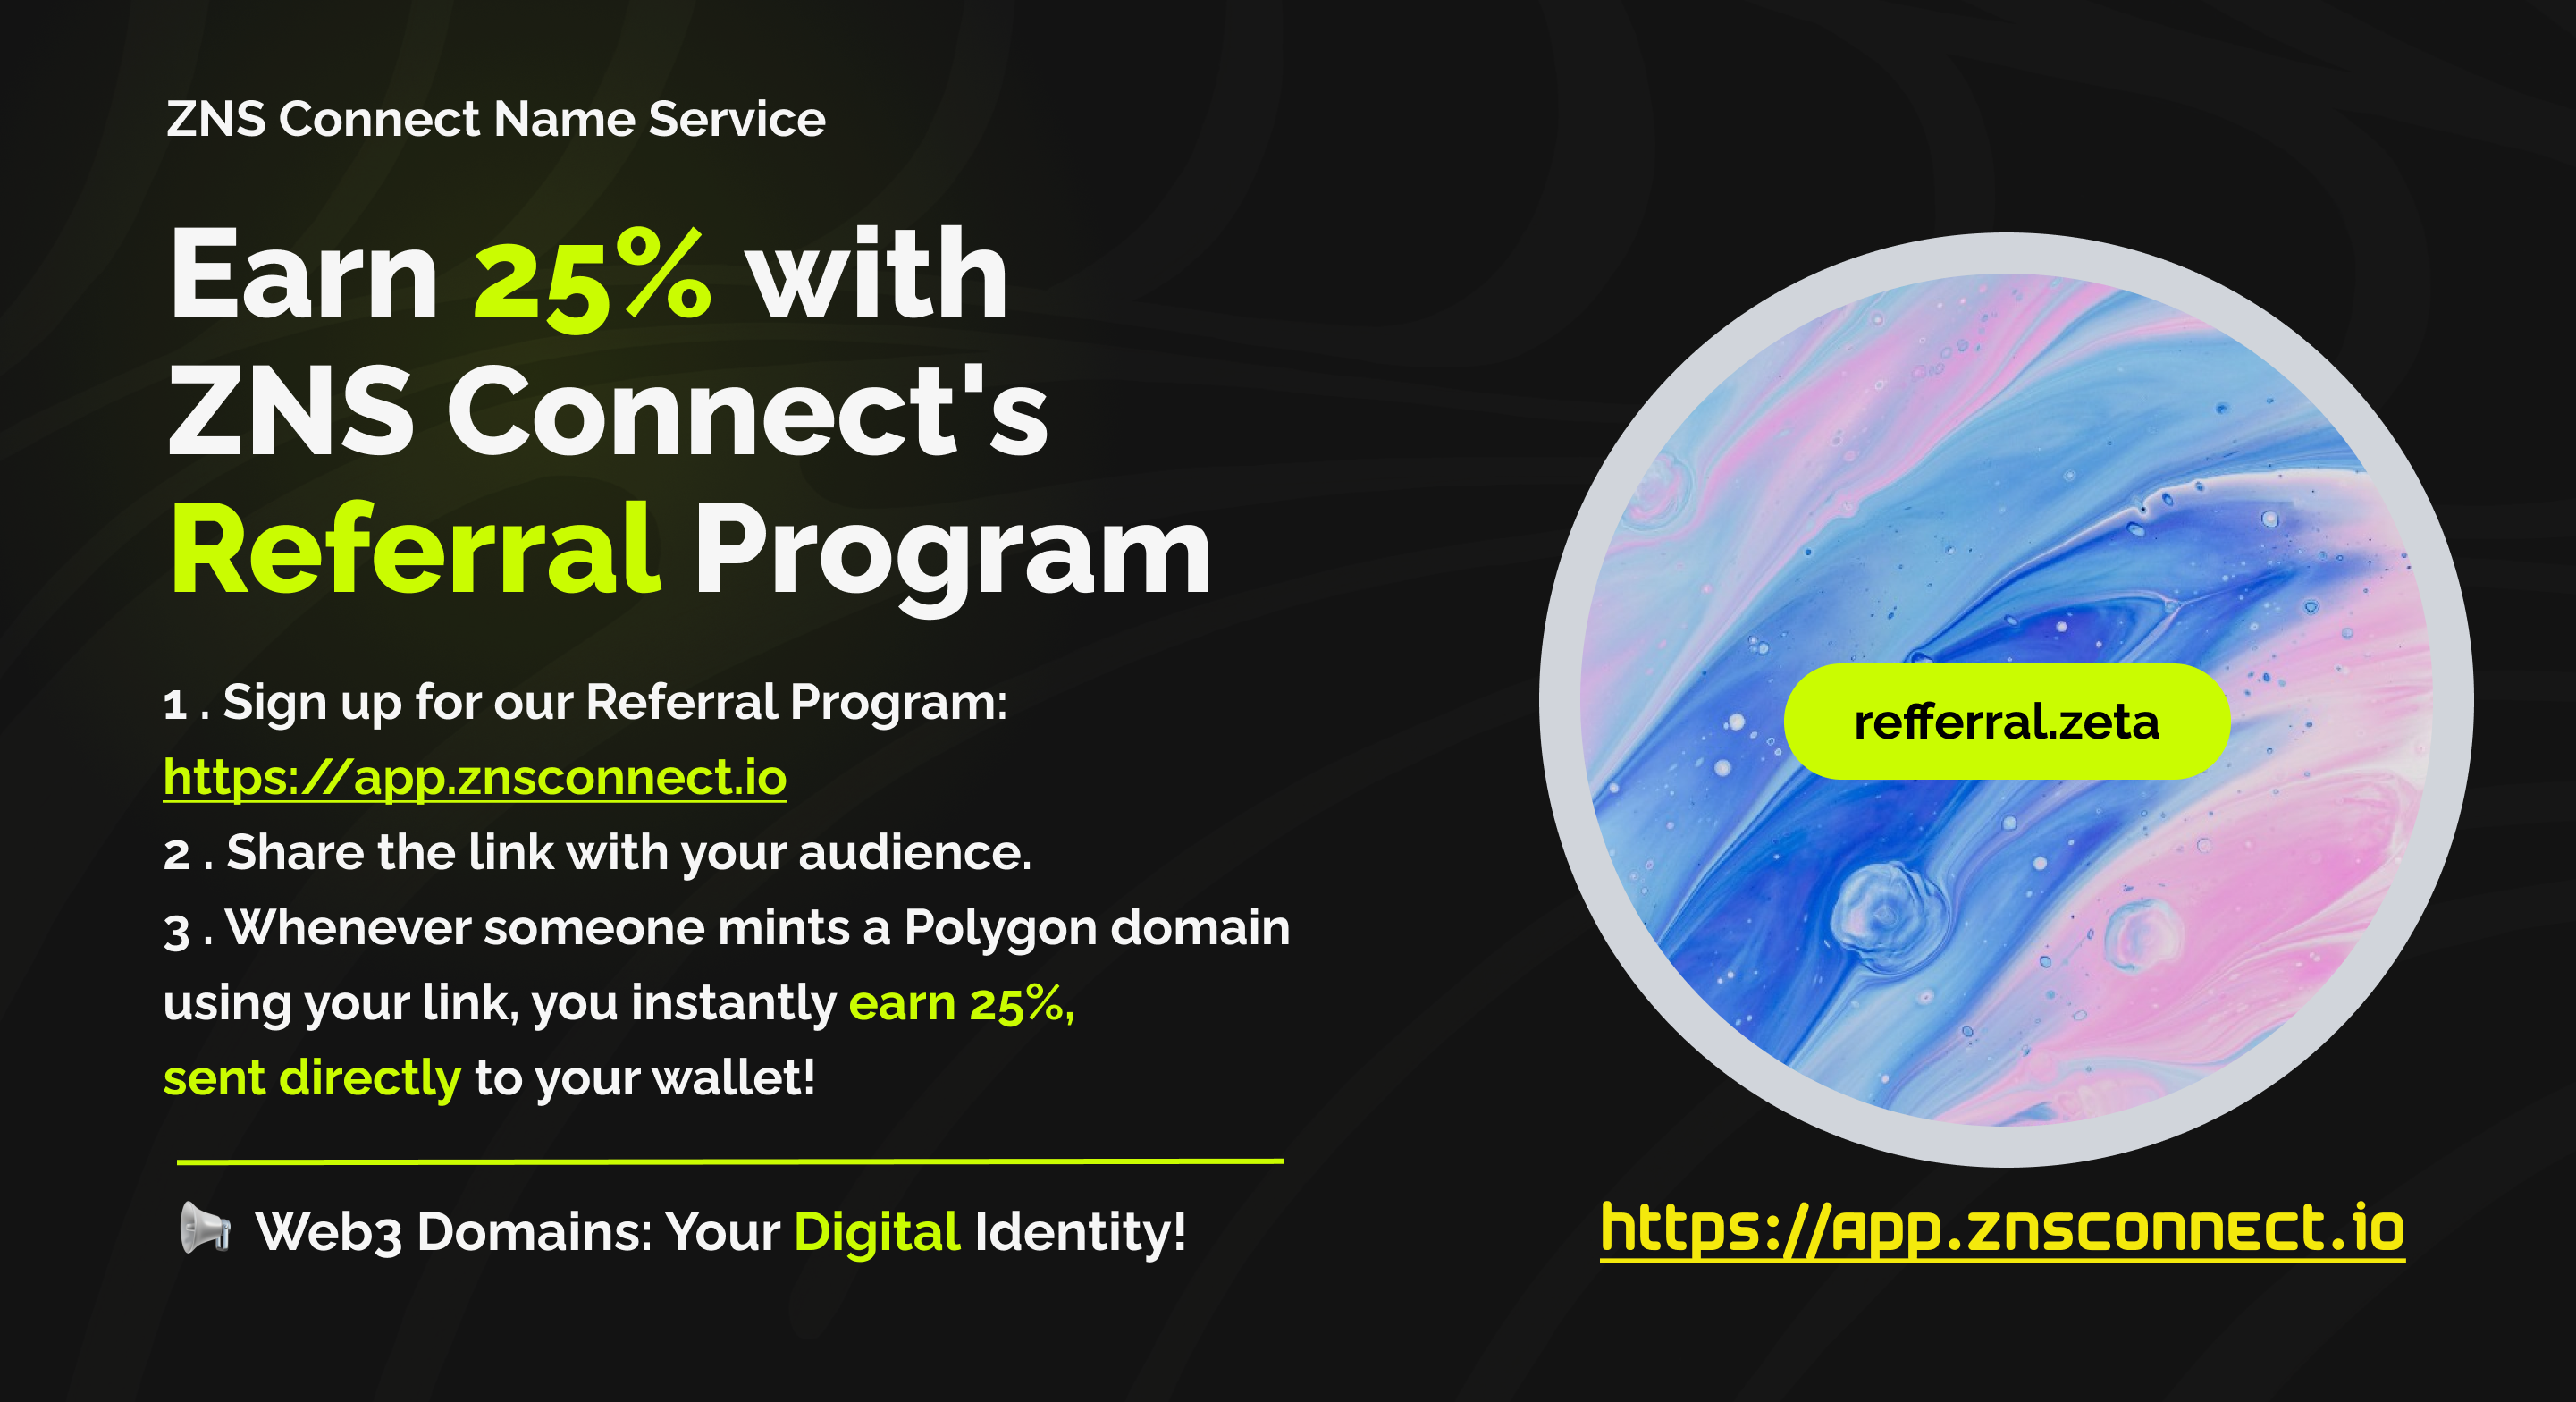 ZNS Connect Name Service
Earn 25% with
ZNS Connect's
Referral Program
1 . Sign up for our Referral Program:
https://app.znsconnect.io
2 . Share the link with your audience.
3 . Whenever someone mints a Polygon domain
using your link, you instantly earn 25%,
sent directly to your wallet!
Web3 Domains: Your Digital Identity!
refferral.zeta
https://app.znsconnect.io